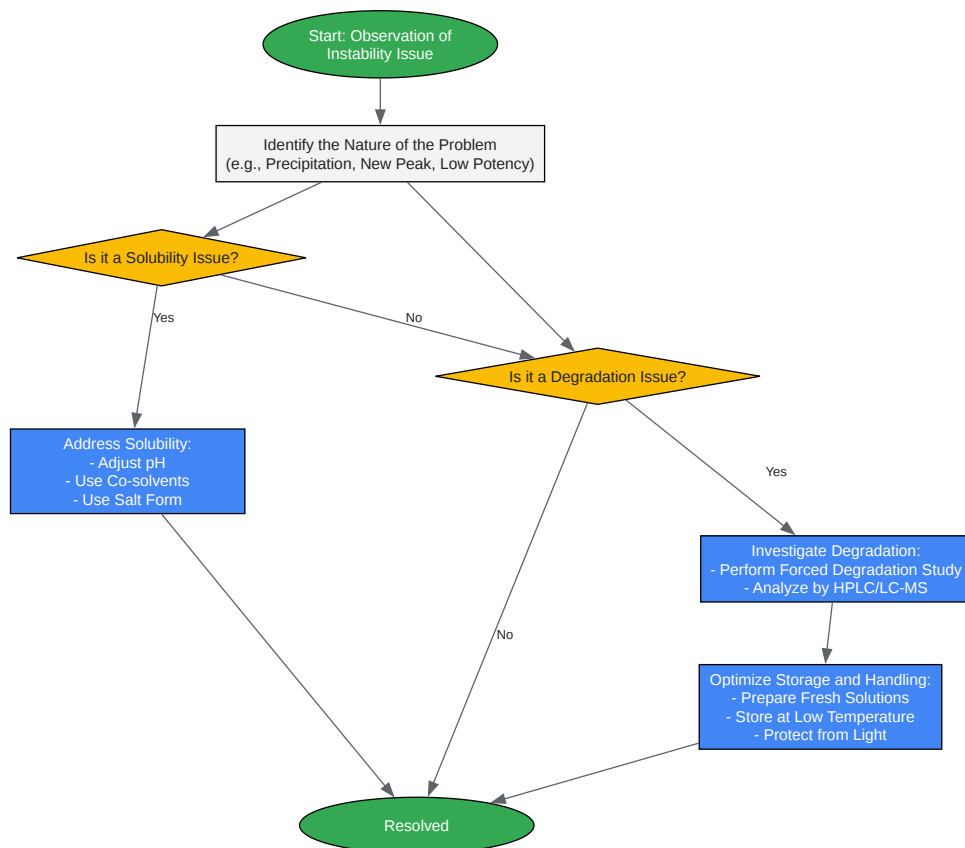 Start: Observation of
Instability Issue
Identify the Nature of the Problem
(e.g., Precipitation, New Peak, Low Potency)
Is it a Solubility Issue?
Yes
No
Is it a Degradation Issue?
Address Solubility:
- Adjust pH
- Use Co-solvents
- Use Salt Form
Yes
Investigate Degradation:
- Perform Forced Degradation Study
- Analyze by HPLC/LC-MS
No
Optimize Storage and Handling:
- Prepare Fresh Solutions
- Store at Low Temperature
- Protect from Light
Resolved